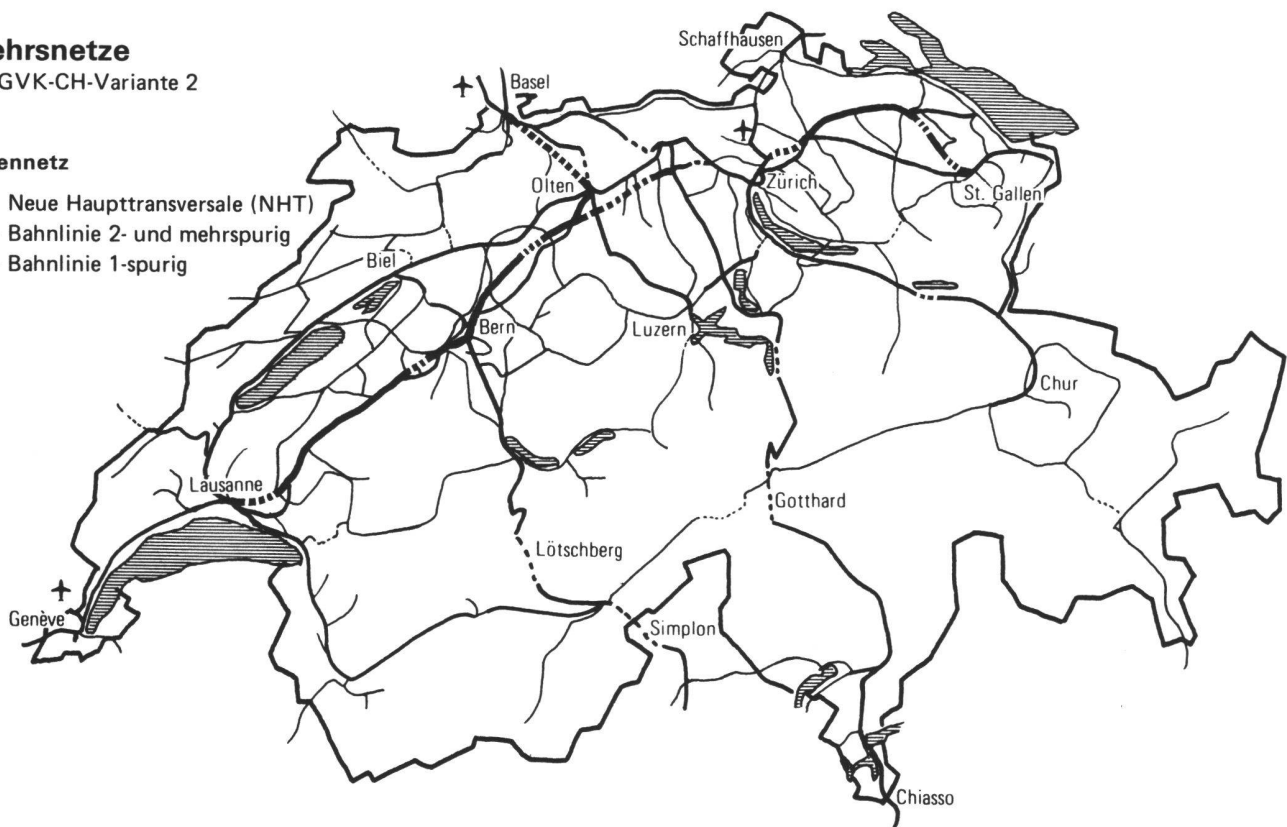 ehrsnetze
GVK-CH-Variante 2
ennetz
Neue Haupttransversale (NHT)
Bahnlinie 2- und mehrspurig
Bahnlinie 1-spurig
Schaffhausen
Basel
Olten
Zürich
St. Gallen
Biel
Bern
Luzern
Chur
Lausanne
Gotthard
Lötschberg
Genève
Simplon
Chiasso